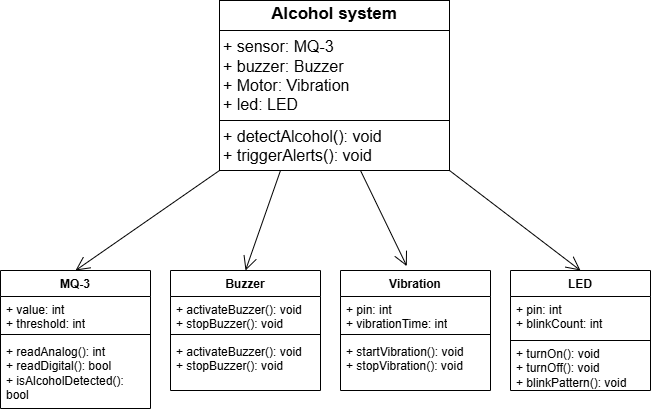 Alcohol system
+ sensor: MQ-3
+ buzzer: Buzzer
+ Motor: Vibration
+ led: LED
+ detectAlcohol(): void
+ triggerAlerts(): void
MQ-3
+ value: int
+ threshold: int
+ readAnalog(): int
+ readDigital(): bool
+ isAlcoholDetected():
bool
Buzzer
+ activateBuzzer(): void
+ stopBuzzer(): void
+ activateBuzzer(): void
+ stopBuzzer(): void
Vibration
+ pin: int
+ vibrationTime: int
+ startVibration(): void
+ stopVibration(): void
LED
+ pin: int
+ blinkCount: int
+ turnOn(): void
+ turnOff(): void
+ blinkPattern(): void